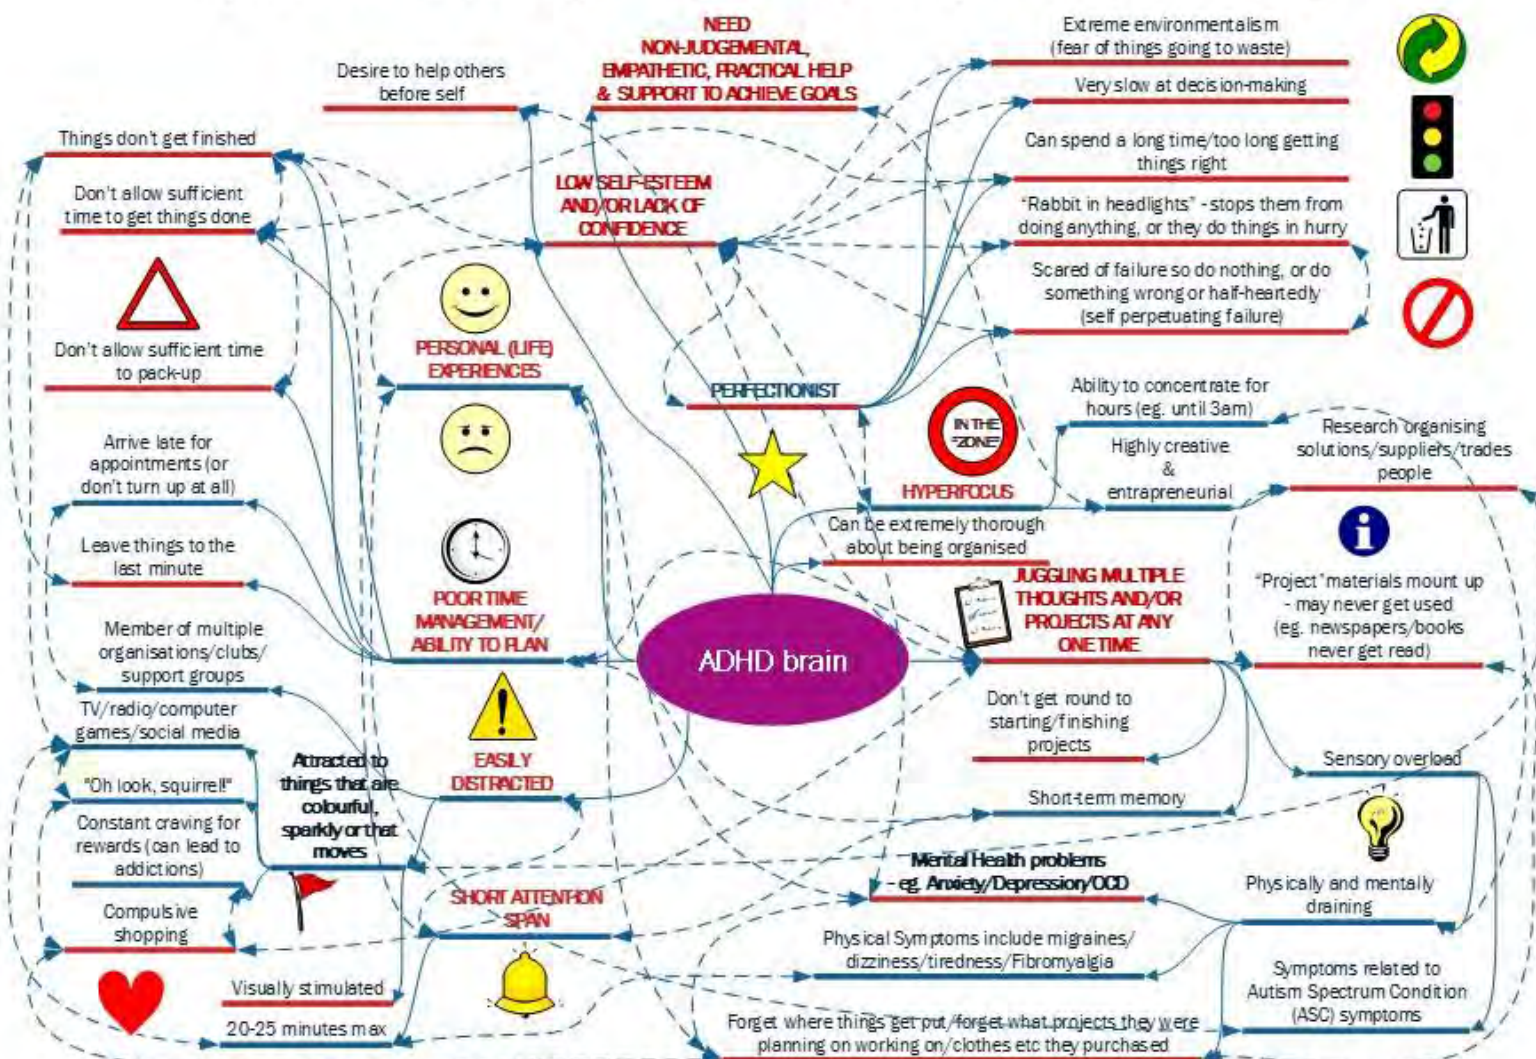 NEED
NON-JUDGEMENTAL,
EMPATHETIC, PRACTICAL HELP
& SUPPORT TO ACHIEVE GOALS
Desire to help others
before self
Extreme environmentalism
(fear of things going to waste)
Very slow at decision-making
Can spend a long time/too long getting
things right
"Rabbit in headlights" - stops them from
doing anything, or they do things in hurry
Scared of failure so do nothing, or do
something wrong or half-heartedly
(self perpetuating failure)
Things don't get finished
Don't allow sufficient
time to get things done
LOW SELF-ESTEEM
AND/OR LACK OF
CONFIDENCE
Don't allow sufficient time
to pack-up
PERSONAL (LIFE)
EXPERIENCES
PERFECTIONIST
IN THE
"ZONE"
HYPERFOCUS
Ability to concentrate for
hours (eg. until 3am)
Highly creative
&
entrapreneurial
Research organising
solutions/suppliers/trades
people
Can be extremely thorough
about being organised
Arrive late for
appointments (or
don't turn up at all)
Leave things to the
last minute
Member of multiple
organisations/clubs/
support groups
POOR TIME
MANAGEMENT/
ABILITY TO PLAN
ADHD brain
JUGGLING MULTIPLE
THOUGHTS AND/OR
PROJECTS AT ANY
ONE TIME
i
"Project" materials mount up
- may never get used
(eg. newspapers/books
never get read)
Don't get round to
starting/finishing
projects
Sensory overload
Short-term memory
TV/radio/computer
games/social media
"Oh look, squirrel!"
Constant craving for
rewards (can lead to
addictions)
Compulsive
shopping
Attracted to
things that are
colourful,
sparkly or that
moves
EASILY
DISTRACTED
SHORT ATTENTION
SPAN
Visually stimulated
20-25 minutes max
Mental Health problems
- eg. Anxiety/Depression/OCD
Physical Symptoms include migraines/
dizziness/tiredness/Fibromyalgia
Physically and mentally
draining
Symptoms related to
Autism Spectrum Condition
(ASC) symptoms
Forget where things get put/forget what projects they were
planning on working on/clothes etc they purchased